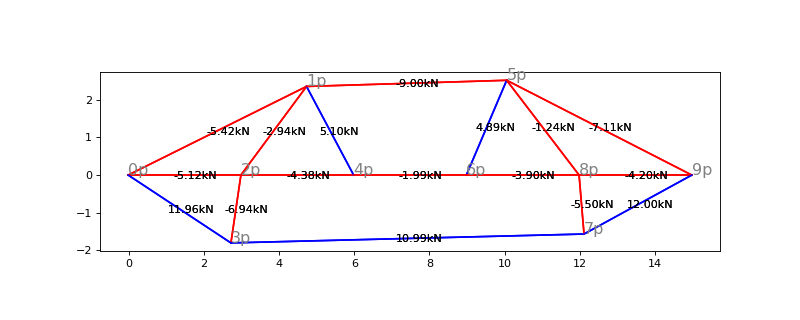 1p
5p
-9.00kN
2
-5.42kN
-2.94kN
5.10kN
4.89kN
-1.24kN
-7.11kN
1
0p
2p
4p
6p
8p
9p
0
-5.12kN
-4.38kN
-1.99kN
-3.90kN
-4.20kN
11.96kN
-6.94kN
-5.50kN
12.00kN
−1
3p
10.99kN
7p
−2
0
2
4
6
8
10
12
14